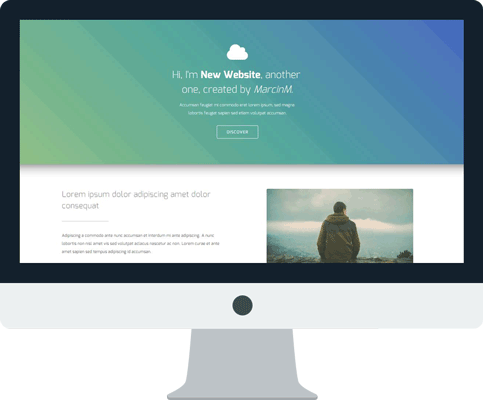 Hi, I'm New Website, another
one, created by MarcinM.
Accumsan feugiat mi commodo erat lorem ipsum, sed magna
lobortis feugiat sapien sed etiam volutpat accumsan.
DISCOVER
Lorem ipsum dolor adipiscing amet dolor
consequat
Adipiscing a commodo ante nunc accumsan et interdum mi ante adipiscing. A nunc
lobortis non nisl amet vis sed volutpat aclacus nascetur ac non. Lorem curae et ante
amet sapien sed tempus id accumsan.